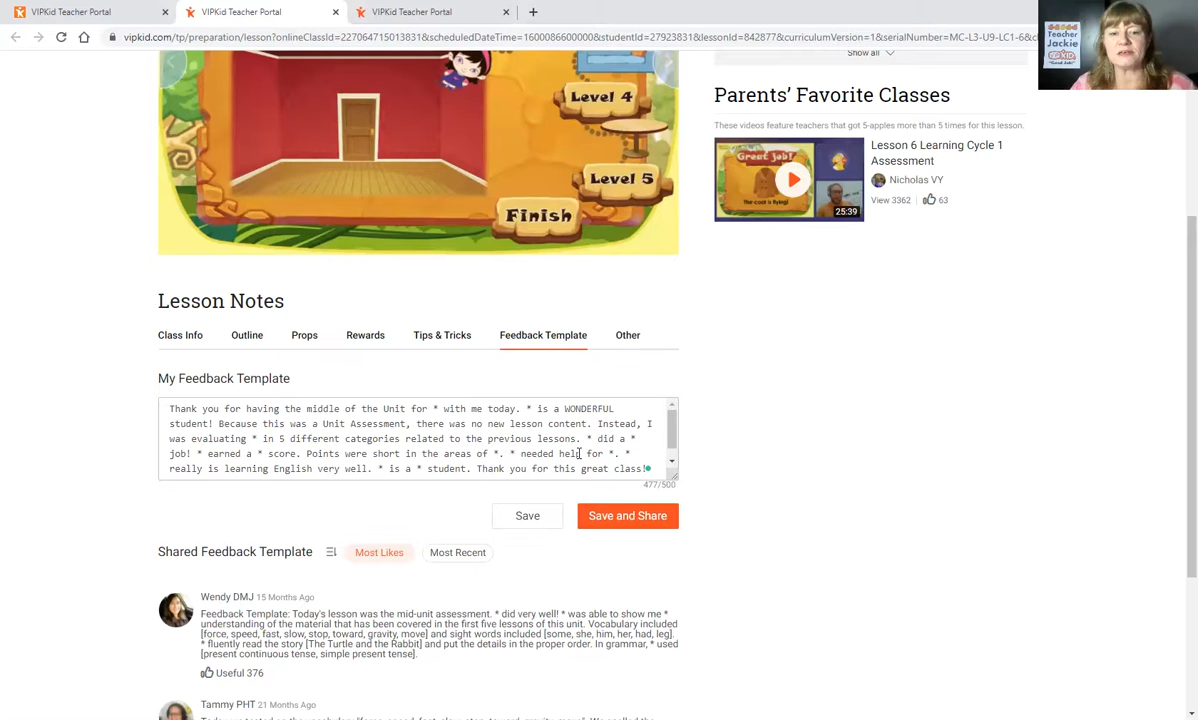 VIPKid Teacher Portal × VIPKid Teacher Portal × VIPKid Teacher Portal × +
vipkid.com/tp/preparation/lesson?onlineClassId=2270647150138​31&scheduledDateTime=1600086600000&studentId=27923831&lessonId=842877&curriculumVersion=1&serialNumber=MC-L3-U9-LC1-6&c
Teacher
Jackie
VIPKID
"Good Job!"
Level 4
Level 5
Finish
Show all
Parents' Favorite Classes
These videos feature teachers that got 5-apples more than 5 times for this lesson.
Great job!
The coat is flying!
25:39
Lesson 6 Learning Cycle 1
Assessment
Nicholas VY
View 3362 | 63
Lesson Notes
Class Info Outline Props Rewards Tips & Tricks Feedback Template Other
My Feedback Template
Thank you for having the middle of the Unit for * with me today. * is a WONDERFUL
student! Because this was a Unit Assessment, there was no new lesson content. Instead, I
was evaluating * in 5 different categories related to the previous lessons. * did a *
job! * earned a * score. Points were short in the areas of *. * needed help for *. *
really is learning English very well. * is a * student. Thank you for this great class!
477/500
Save Save and Share
Shared Feedback Template Most Likes Most Recent
Wendy DMJ 15 Months Ago
Feedback Template: Today's lesson was the mid-unit assessment. * did very well! * was able to show me *
understanding of the material that has been covered in the first five lessons of this unit. Vocabulary included
[force, speed, fast, slow, stop, toward, gravity, move] and sight words included [some, she, him, her, had, leg].
* fluently read the story [The Turtle and the Rabbit] and put the details in the proper order. In grammar, * used
[present continuous tense, simple present tense].
Useful 376
Tammy PHT 21 Months Ago